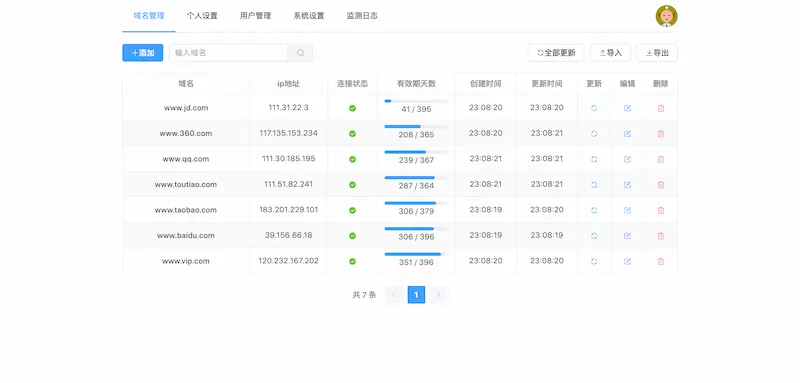 域名管理 个人设置 用户管理 系统设置 监测日志
添加 输入域名 全部更新 导入 导出
域名 ip地址 连接状态 有效期天数 创建时间 更新时间 更新 编辑 删除
www.jd.com 111.31.22.3 41 / 395 23:08:20 23:08:20
www.360.com 117.135.153.234 208 / 365 23:08:20 23:08:21
www.qq.com 111.30.185.195 239 / 367 23:08:21 23:08:21
www.toutiao.com 111.51.82.241 287 / 364 23:08:21 23:08:21
www.taobao.com 183.201.229.101 306 / 379 23:08:19 23:08:20
www.baidu.com 39.156.66.18 306 / 396 23:08:19 23:08:19
www.vip.com 120.232.167.202 351 / 396 23:08:20 23:08:20
共 7 条 1